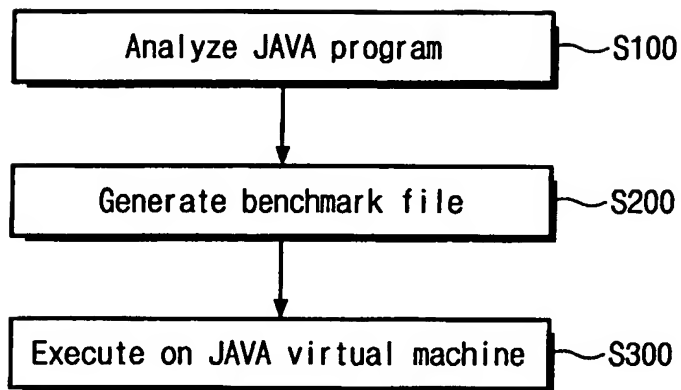 Analyze JAVA program S100
Generate benchmark file S200
Execute on JAVA virtual machine S300